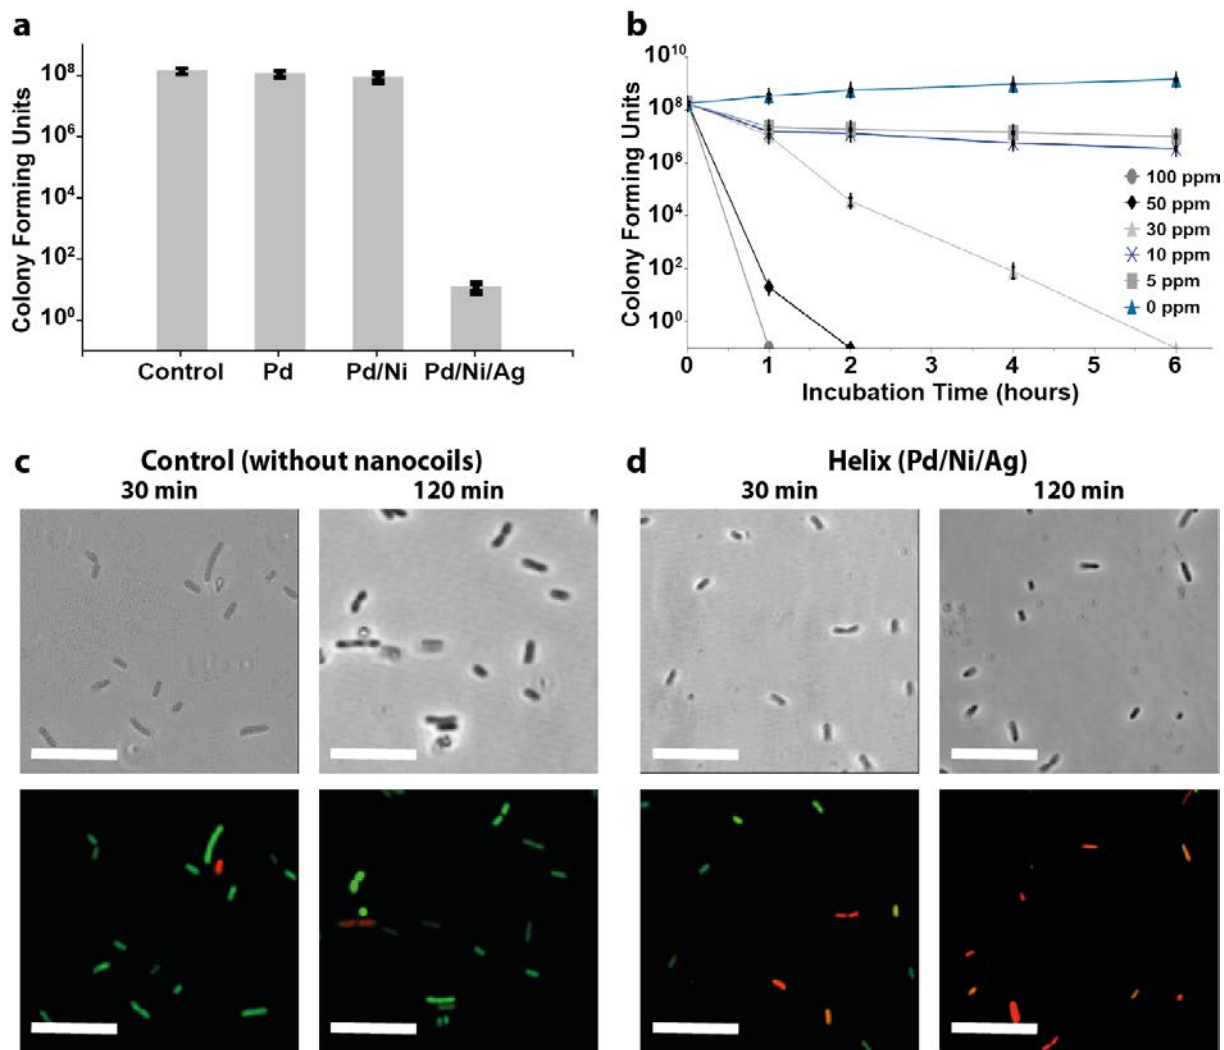 a
Colony Forming Units
10⁸
10⁶
10⁴
10²
10⁰
Control Pd Pd/Ni Pd/Ni/Ag
b
Colony Forming Units
10¹⁰
10⁸
10⁶
10⁴
10²
10⁰
100 ppm
50 ppm
30 ppm
10 ppm
5 ppm
0 ppm
0 1 2 3 4 5 6
Incubation Time (hours)
c
Control (without nanocoils)
30 min 120 min
d
Helix (Pd/Ni/Ag)
30 min 120 min